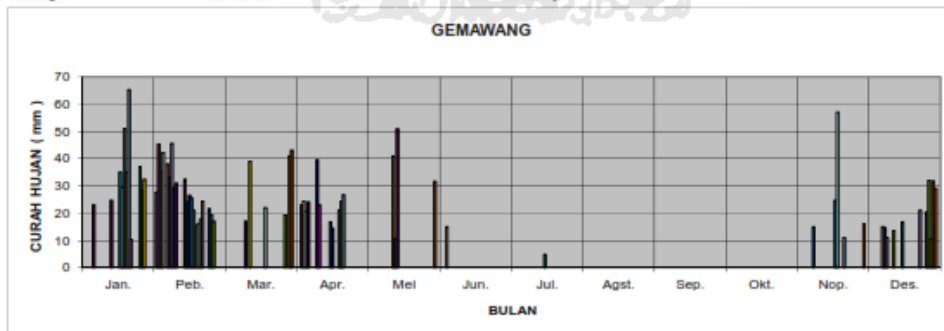 GEMAWANG
CURAH HUJAN ( mm )
70
60
50
40
30
20
10
0
Jan. Peb. Mar. Apr. Mei Jun. Jul. Agst. Sep. Okt. Nop. Des.
BULAN